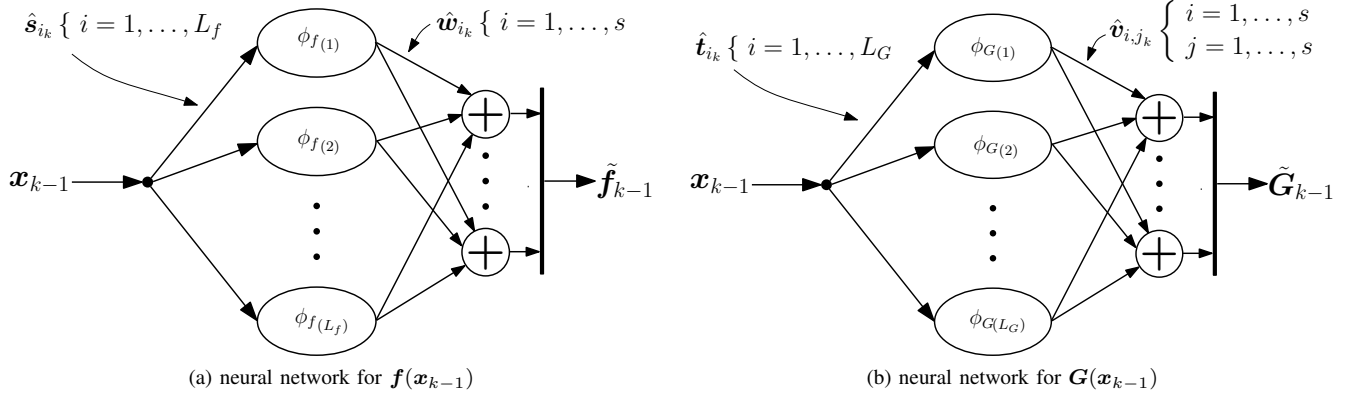 ŝ_{i_k} { i = 1, . . . , L_f
ϕ_{f(1)}
ŵ_{i_k} { i = 1, . . . , s
ϕ_{f(2)}
x_{k−1}
f̃_{k−1}
ϕ_{f(L_f)}
(a) neural network for f(x_{k−1})
t̂_{i_k} { i = 1, . . . , L_G
ϕ_{G(1)}
v̂_{i,j_k} { i = 1, . . . , s
j = 1, . . . , s
ϕ_{G(2)}
x_{k−1}
G̃_{k−1}
ϕ_{G(L_G)}
(b) neural network for G(x_{k−1})